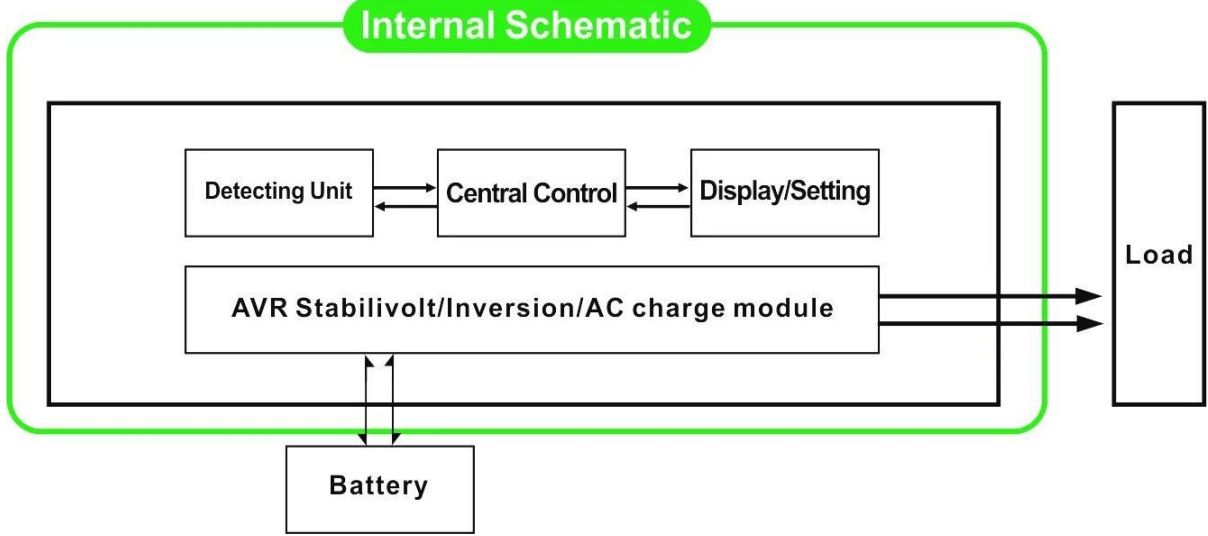 Internal Schematic
Detecting Unit
Central Control
Display/Setting
AVR Stabilivolt/Inversion/AC charge module
Load
Battery